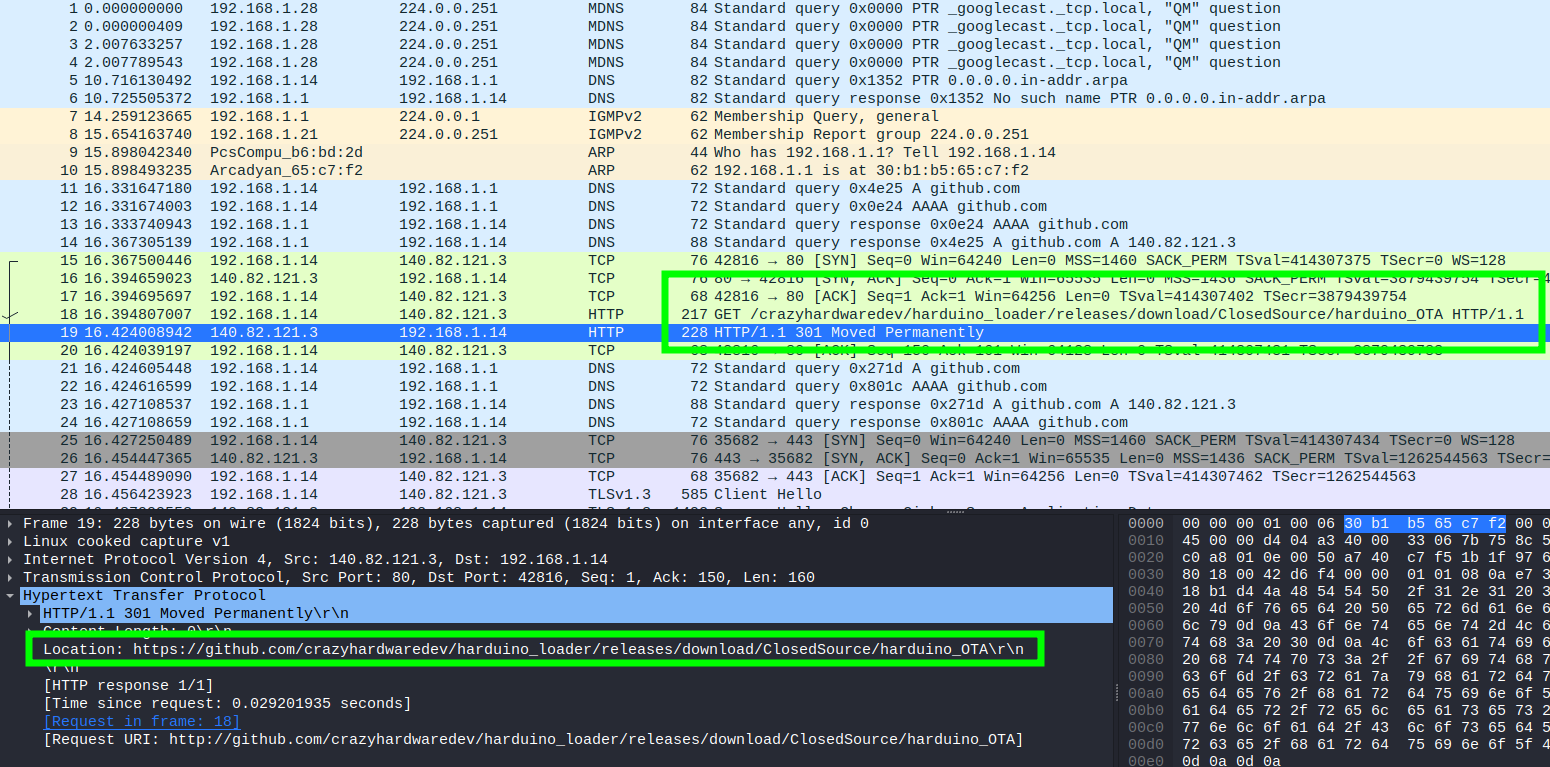 1 0.000000000 192.168.1.28 224.0.0.251 MDNS 84 Standard query 0x0000 PTR _googlecast._tcp.local, "QM" question
2 0.000000409 192.168.1.28 224.0.0.251 MDNS 84 Standard query 0x0000 PTR _googlecast._tcp.local, "QM" question
3 2.007633257 192.168.1.28 224.0.0.251 MDNS 84 Standard query 0x0000 PTR _googlecast._tcp.local, "QM" question
4 2.007789543 192.168.1.28 224.0.0.251 MDNS 84 Standard query 0x0000 PTR _googlecast._tcp.local, "QM" question
5 10.716130492 192.168.1.14 192.168.1.1 DNS 82 Standard query 0x1352 PTR 0.0.0.0.in-addr.arpa
6 10.725505372 192.168.1.1 192.168.1.14 DNS 82 Standard query response 0x1352 No such name PTR 0.0.0.0.in-addr.arpa
7 14.259123665 192.168.1.1 224.0.0.1 IGMPv2 62 Membership Query, general
8 15.654163740 192.168.1.21 224.0.0.251 IGMPv2 62 Membership Report group 224.0.0.251
9 15.898042340 PcsCompu_b6:bd:2d ARP 44 Who has 192.168.1.1? Tell 192.168.1.14
10 15.898493235 Arcadyan_65:c7:f2 ARP 62 192.168.1.1 is at 30:b1:b5:65:c7:f2
11 16.331647180 192.168.1.14 192.168.1.1 DNS 72 Standard query 0x4e25 A github.com
12 16.331674003 192.168.1.14 192.168.1.1 DNS 72 Standard query 0x0e24 AAAA github.com
13 16.333740943 192.168.1.1 192.168.1.14 DNS 72 Standard query response 0x0e24 AAAA github.com
14 16.367305139 192.168.1.1 192.168.1.14 DNS 88 Standard query response 0x4e25 A github.com A 140.82.121.3
15 16.367500446 192.168.1.14 140.82.121.3 TCP 76 42816 → 80 [SYN] Seq=0 Win=64240 Len=0 MSS=1460 SACK_PERM TSval=414307375 TSecr=0 WS=128
16 16.394659023 140.82.121.3 192.168.1.14 TCP 76 80 → 42816 [SYN, ACK] Seq=0 Ack=1 Win=65535 Len=0 MSS=1436 SACK_PERM TSval=3879439754 TSecr=4
17 16.394695697 192.168.1.14 140.82.121.3 TCP 68 42816 → 80 [ACK] Seq=1 Ack=1 Win=64256 Len=0 TSval=414307402 TSecr=3879439754
18 16.394807007 192.168.1.14 140.82.121.3 HTTP 217 GET /crazyhardwaredev/harduino_loader/releases/download/ClosedSource/harduino_OTA HTTP/1.1
19 16.424008942 140.82.121.3 192.168.1.14 HTTP 228 HTTP/1.1 301 Moved Permanently
20 16.424039197 192.168.1.14 140.82.121.3 TCP
21 16.424605448 192.168.1.14 192.168.1.1 DNS 72 Standard query 0x271d A github.com
22 16.424616599 192.168.1.14 192.168.1.1 DNS 72 Standard query 0x801c AAAA github.com
23 16.427108537 192.168.1.1 192.168.1.14 DNS 88 Standard query response 0x271d A github.com A 140.82.121.3
24 16.427108659 192.168.1.1 192.168.1.14 DNS 72 Standard query response 0x801c AAAA github.com
25 16.427250489 192.168.1.14 140.82.121.3 TCP 76 35682 → 443 [SYN] Seq=0 Win=64240 Len=0 MSS=1460 SACK_PERM TSval=414307434 TSecr=0 WS=128
26 16.454447365 140.82.121.3 192.168.1.14 TCP 76 443 → 35682 [SYN, ACK] Seq=0 Ack=1 Win=65535 Len=0 MSS=1436 SACK_PERM TSval=1262544563 TSecr=
27 16.454489090 192.168.1.14 140.82.121.3 TCP 68 35682 → 443 [ACK] Seq=1 Ack=1 Win=64256 Len=0 TSval=414307462 TSecr=1262544563
28 16.456423923 192.168.1.14 140.82.121.3 TLSv1.3 585 Client Hello
Frame 19: 228 bytes on wire (1824 bits), 228 bytes captured (1824 bits) on interface any, id 0
Linux cooked capture v1
Internet Protocol Version 4, Src: 140.82.121.3, Dst: 192.168.1.14
Transmission Control Protocol, Src Port: 80, Dst Port: 42816, Seq: 1, Ack: 150, Len: 160
Hypertext Transfer Protocol
HTTP/1.1 301 Moved Permanently\r\n
Content-Length: 0\r\n
Location: https://github.com/crazyhardwaredev/harduino_loader/releases/download/ClosedSource/harduino_OTA\r\n
\r\n
[HTTP response 1/1]
[Time since request: 0.029201935 seconds]
[Request in frame: 18]
[Request URI: http://github.com/crazyhardwaredev/harduino_loader/releases/download/ClosedSource/harduino_OTA]
0000 00 00 00 01 00 06 30 b1 b5 65 c7 f2 00 0
0010 45 00 00 d4 04 a3 40 00 33 06 7b 75 8c 5
0020 c0 a8 01 0e 00 50 a7 40 c7 f5 1b 1f 97 6
0030 80 18 00 42 d6 f4 00 00 01 01 08 0a e7 3
0040 18 b1 d4 4a 48 54 54 50 2f 31 2e 31 20 3
0050 20 4d 6f 76 65 64 20 50 65 72 6d 61 6e 6
0060 6c 79 0d 0a 43 6f 6e 74 65 6e 74 2d 4c 6
0070 74 68 3a 20 30 0d 0a 4c 6f 63 61 74 69 6
0080 20 68 74 74 70 73 3a 2f 2f 67 69 74 68 7
0090 63 6f 6d 2f 63 72 61 7a 79 68 61 72 64 7
00a0 65 64 65 76 2f 68 61 72 64 75 69 6e 6f 5
00b0 61 64 65 72 2f 72 65 6c 65 61 73 65 73 2
00c0 77 6e 6c 6f 61 64 2f 43 6c 6f 73 65 64 5
00d0 72 63 65 2f 68 61 72 64 75 69 6e 6f 5f 4
00e0 0d 0a 0d 0a